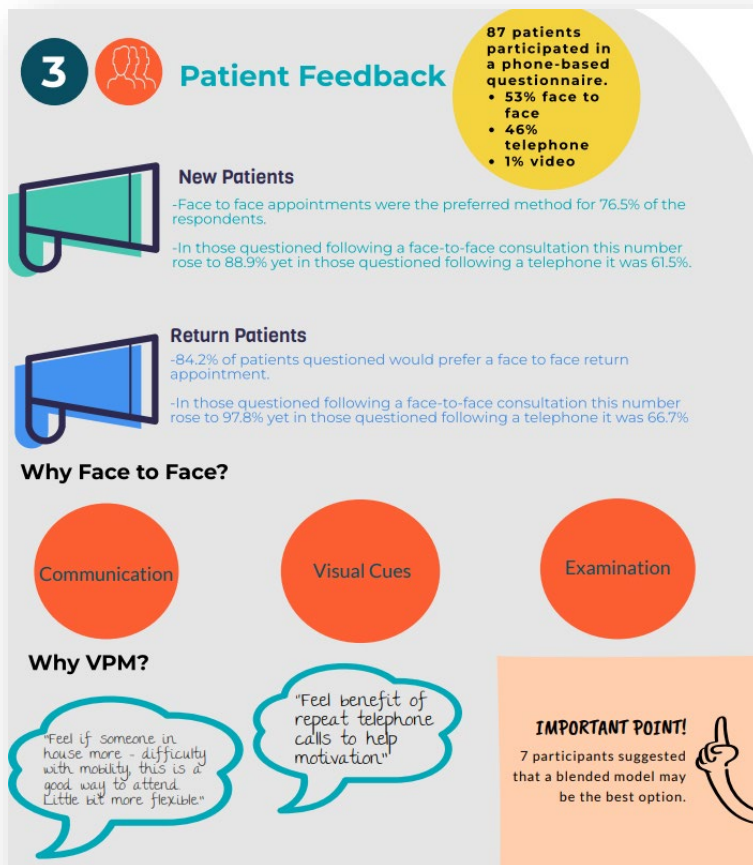 3
Patient Feedback
87 patients
participated in
a phone-based
questionnaire.
• 53% face to
face
• 46%
telephone
• 1% video
New Patients
-Face to face appointments were the preferred method for 76.5% of the
respondents.
-In those questioned following a face-to-face consultation this number
rose to 88.9% yet in those questioned following a telephone it was 61.5%.
Return Patients
-84.2% of patients questioned would prefer a face to face return
appointment.
-In those questioned following a face-to-face consultation this number
rose to 97.8% yet in those questioned following a telephone it was 66.7%
Why Face to Face?
Communication
Visual Cues
Examination
Why VPM?
"Feel if someone in
house more - difficulty
with mobility, this is a
good way to attend.
Little bit more flexible"
"Feel benefit of
repeat telephone
calls to help
motivation"
IMPORTANT POINT!
7 participants suggested
that a blended model may
be the best option.